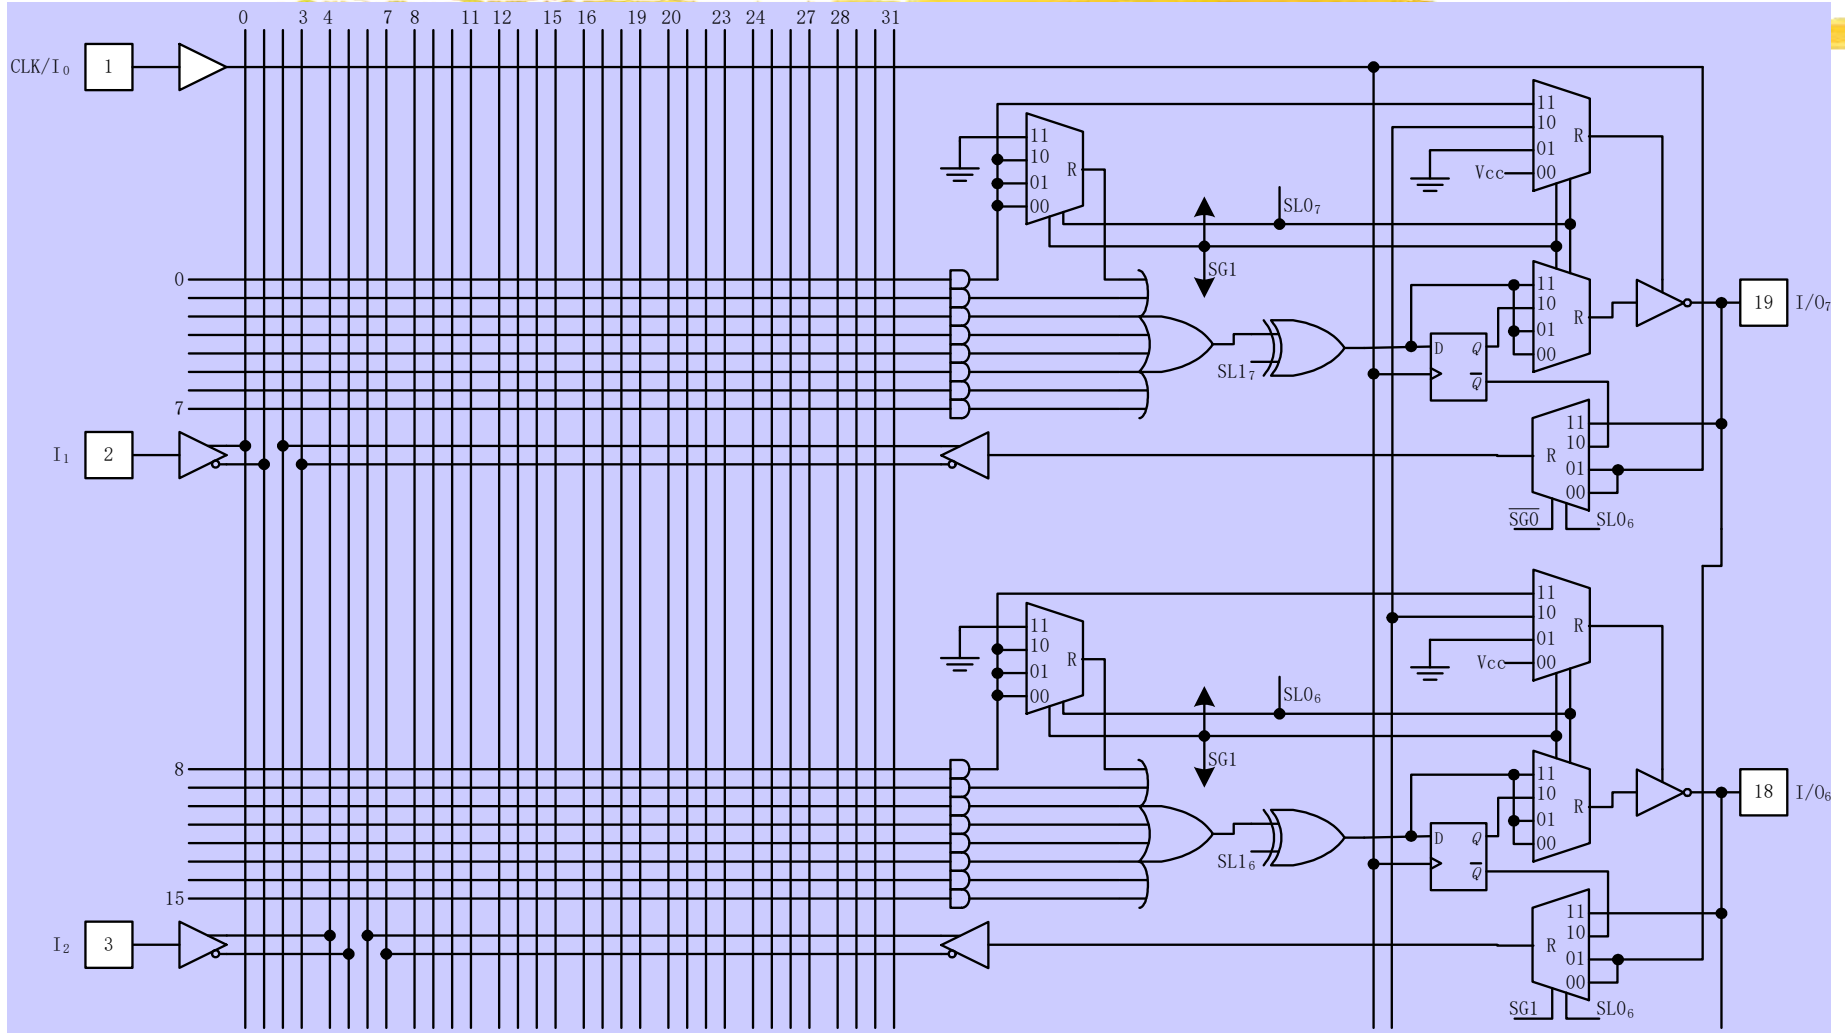 0 3 4 7 8 11 12 15 16 19 20 23 24 27 28 31
CLK/I₀ 1
11
10
01
Vcc 00
R
11
10
01
00
R
SL0₇
SG1
0
7
11
10
01
00
R
SL1₇
D Q
Q̅
19 I/O₇
I₁ 2
11
10
R
01
00
S̅G̅0̅ SL0₆
11
10
01
Vcc 00
R
11
10
01
00
R
SL0₆
SG1
8
15
11
10
01
00
R
SL1₆
D Q
Q̅
18 I/O₆
I₂ 3
11
10
R
01
00
SG1 SL0₆